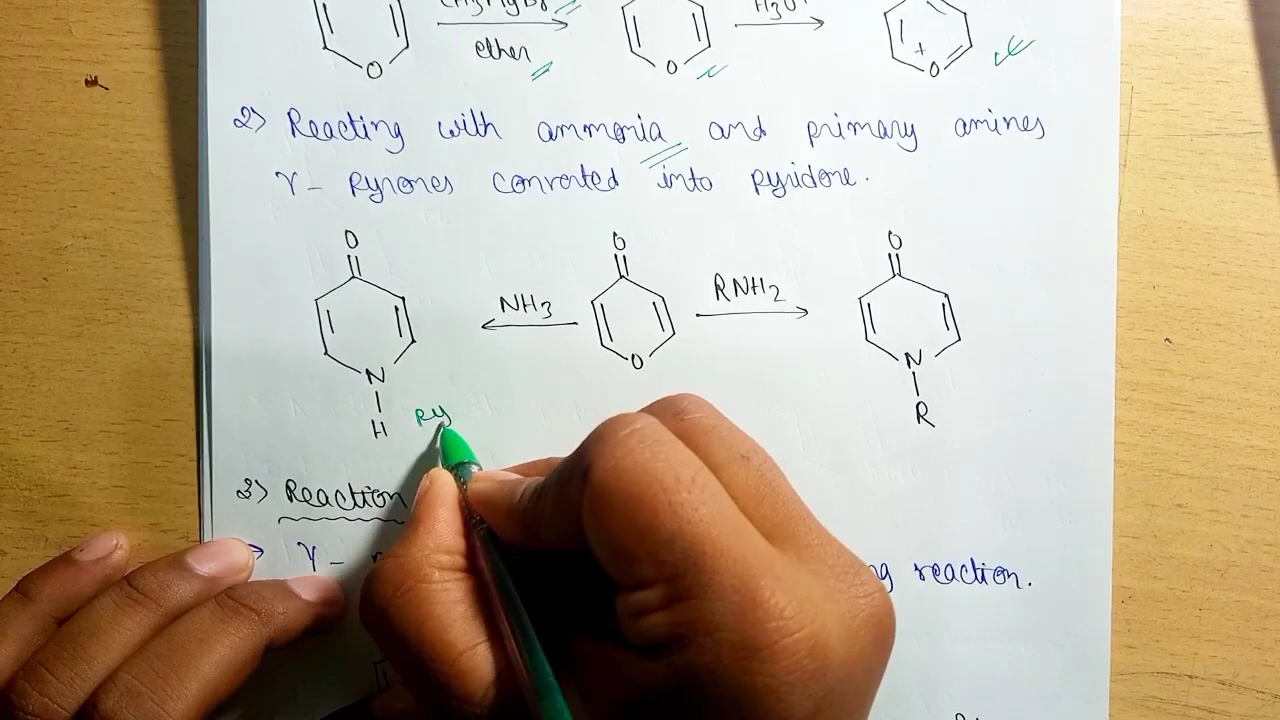 CH3MgBr H3O+
ether
O O + O
2) Reacting with ammonia and primary amines
γ- Pyrones converted into pyridone.
O O O
NH3 RNH2
N O N
H Py R
3) Reaction
→ γ- reaction.